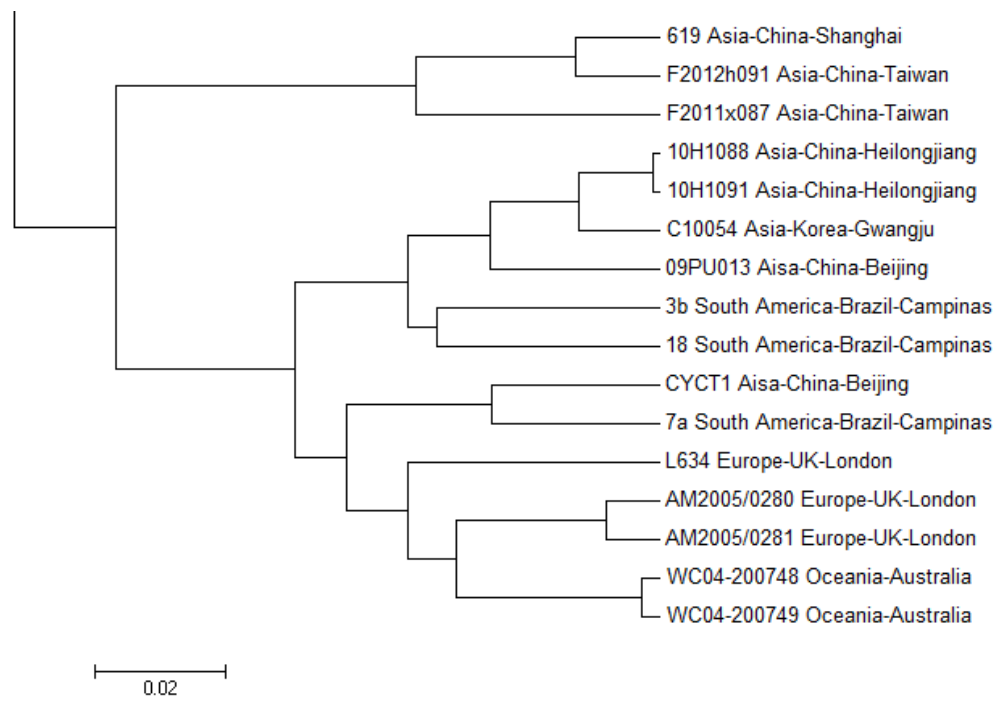 619 Asia-China-Shanghai
F2012h091 Asia-China-Taiwan
F2011x087 Asia-China-Taiwan
10H1088 Asia-China-Heilongjiang
10H1091 Asia-China-Heilongjiang
C10054 Asia-Korea-Gwangju
09PU013 Aisa-China-Beijing
3b South America-Brazil-Campinas
18 South America-Brazil-Campinas
CYCT1 Aisa-China-Beijing
7a South America-Brazil-Campinas
L634 Europe-UK-London
AM2005/0280 Europe-UK-London
AM2005/0281 Europe-UK-London
WC04-200748 Oceania-Australia
WC04-200749 Oceania-Australia
0.02